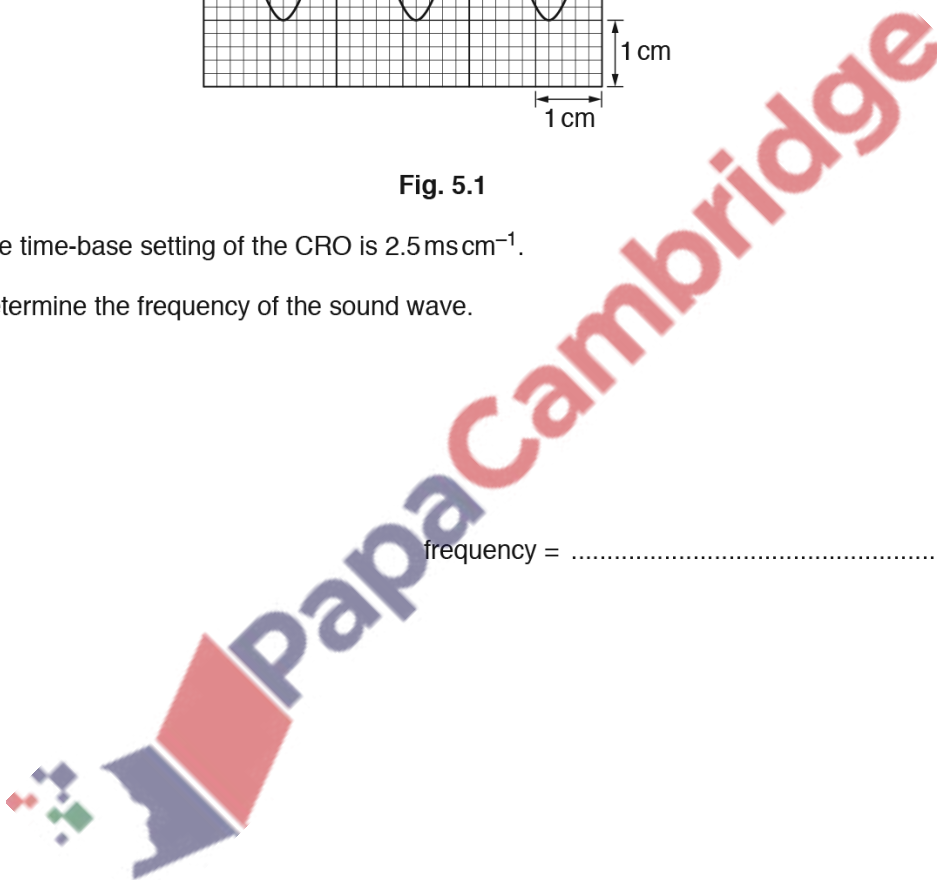 1 cm
1 cm
Fig. 5.1
e time-base setting of the CRO is 2.5 ms cm⁻¹.
termine the frequency of the sound wave.
frequency = ..................................................
PapaCambridge